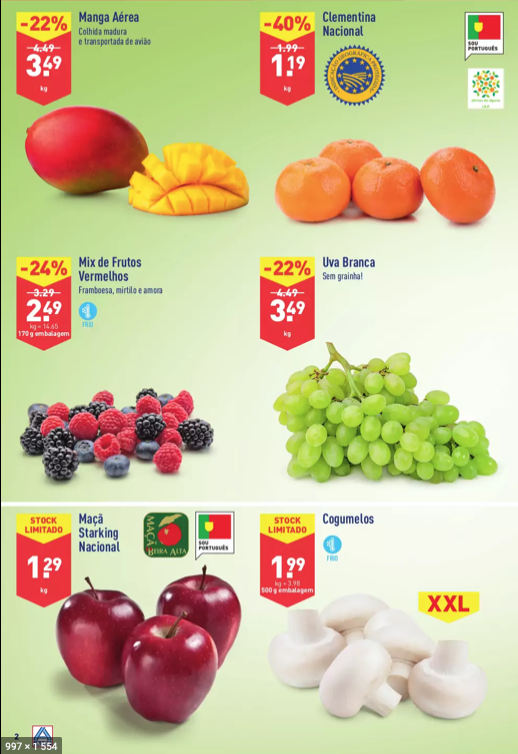 -22%
4.49
3.49
kg
Manga Aérea
Colhida madura
e transportada de avião
-40%
1.99
1.19
kg
Clementina
Nacional
SOU
PORTUGUÊS
-24%
3.29
2.49
kg = 14.65
170 g embalagem
Mix de Frutos
Vermelhos
Framboesa, mirtilo e amora
FRIO
-22%
4.49
3.49
kg
Uva Branca
Sem grainha!
STOCK
LIMITADO
1.29
kg
Maçã
Starking
Nacional
MAÇÃ
BEIRA ALTA
SOU
PORTUGUÊS
STOCK
LIMITADO
1.99
kg = 3.98
500 g embalagem
Cogumelos
FRIO
XXL
2
997 × 1 554